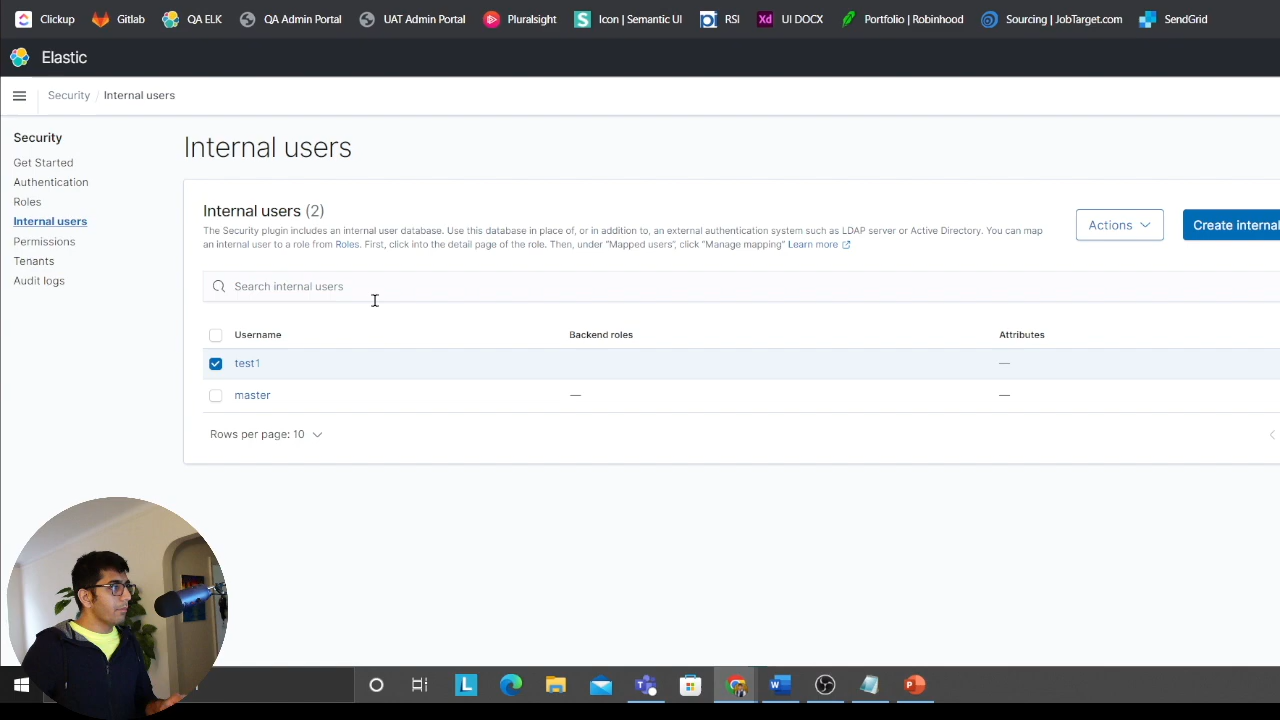 Clickup Gitlab QA ELK QA Admin Portal UAT Admin Portal Pluralsight Icon | Semantic UI RSI UI DOCX Portfolio | Robinhood Sourcing | JobTarget.com SendGrid
Elastic
Security / Internal users
Security
Get Started
Authentication
Roles
Internal users
Permissions
Tenants
Audit logs
Internal users
Internal users (2)
The Security plugin includes an internal user database. Use this database in place of, or in addition to, an external authentication system such as LDAP server or Active Directory. You can map
an internal user to a role from Roles. First, click into the detail page of the role. Then, under “Mapped users”, click “Manage mapping” Learn more
Actions
Create internal
Search internal users
Username Backend roles Attributes
test1 —
master — —
Rows per page: 10